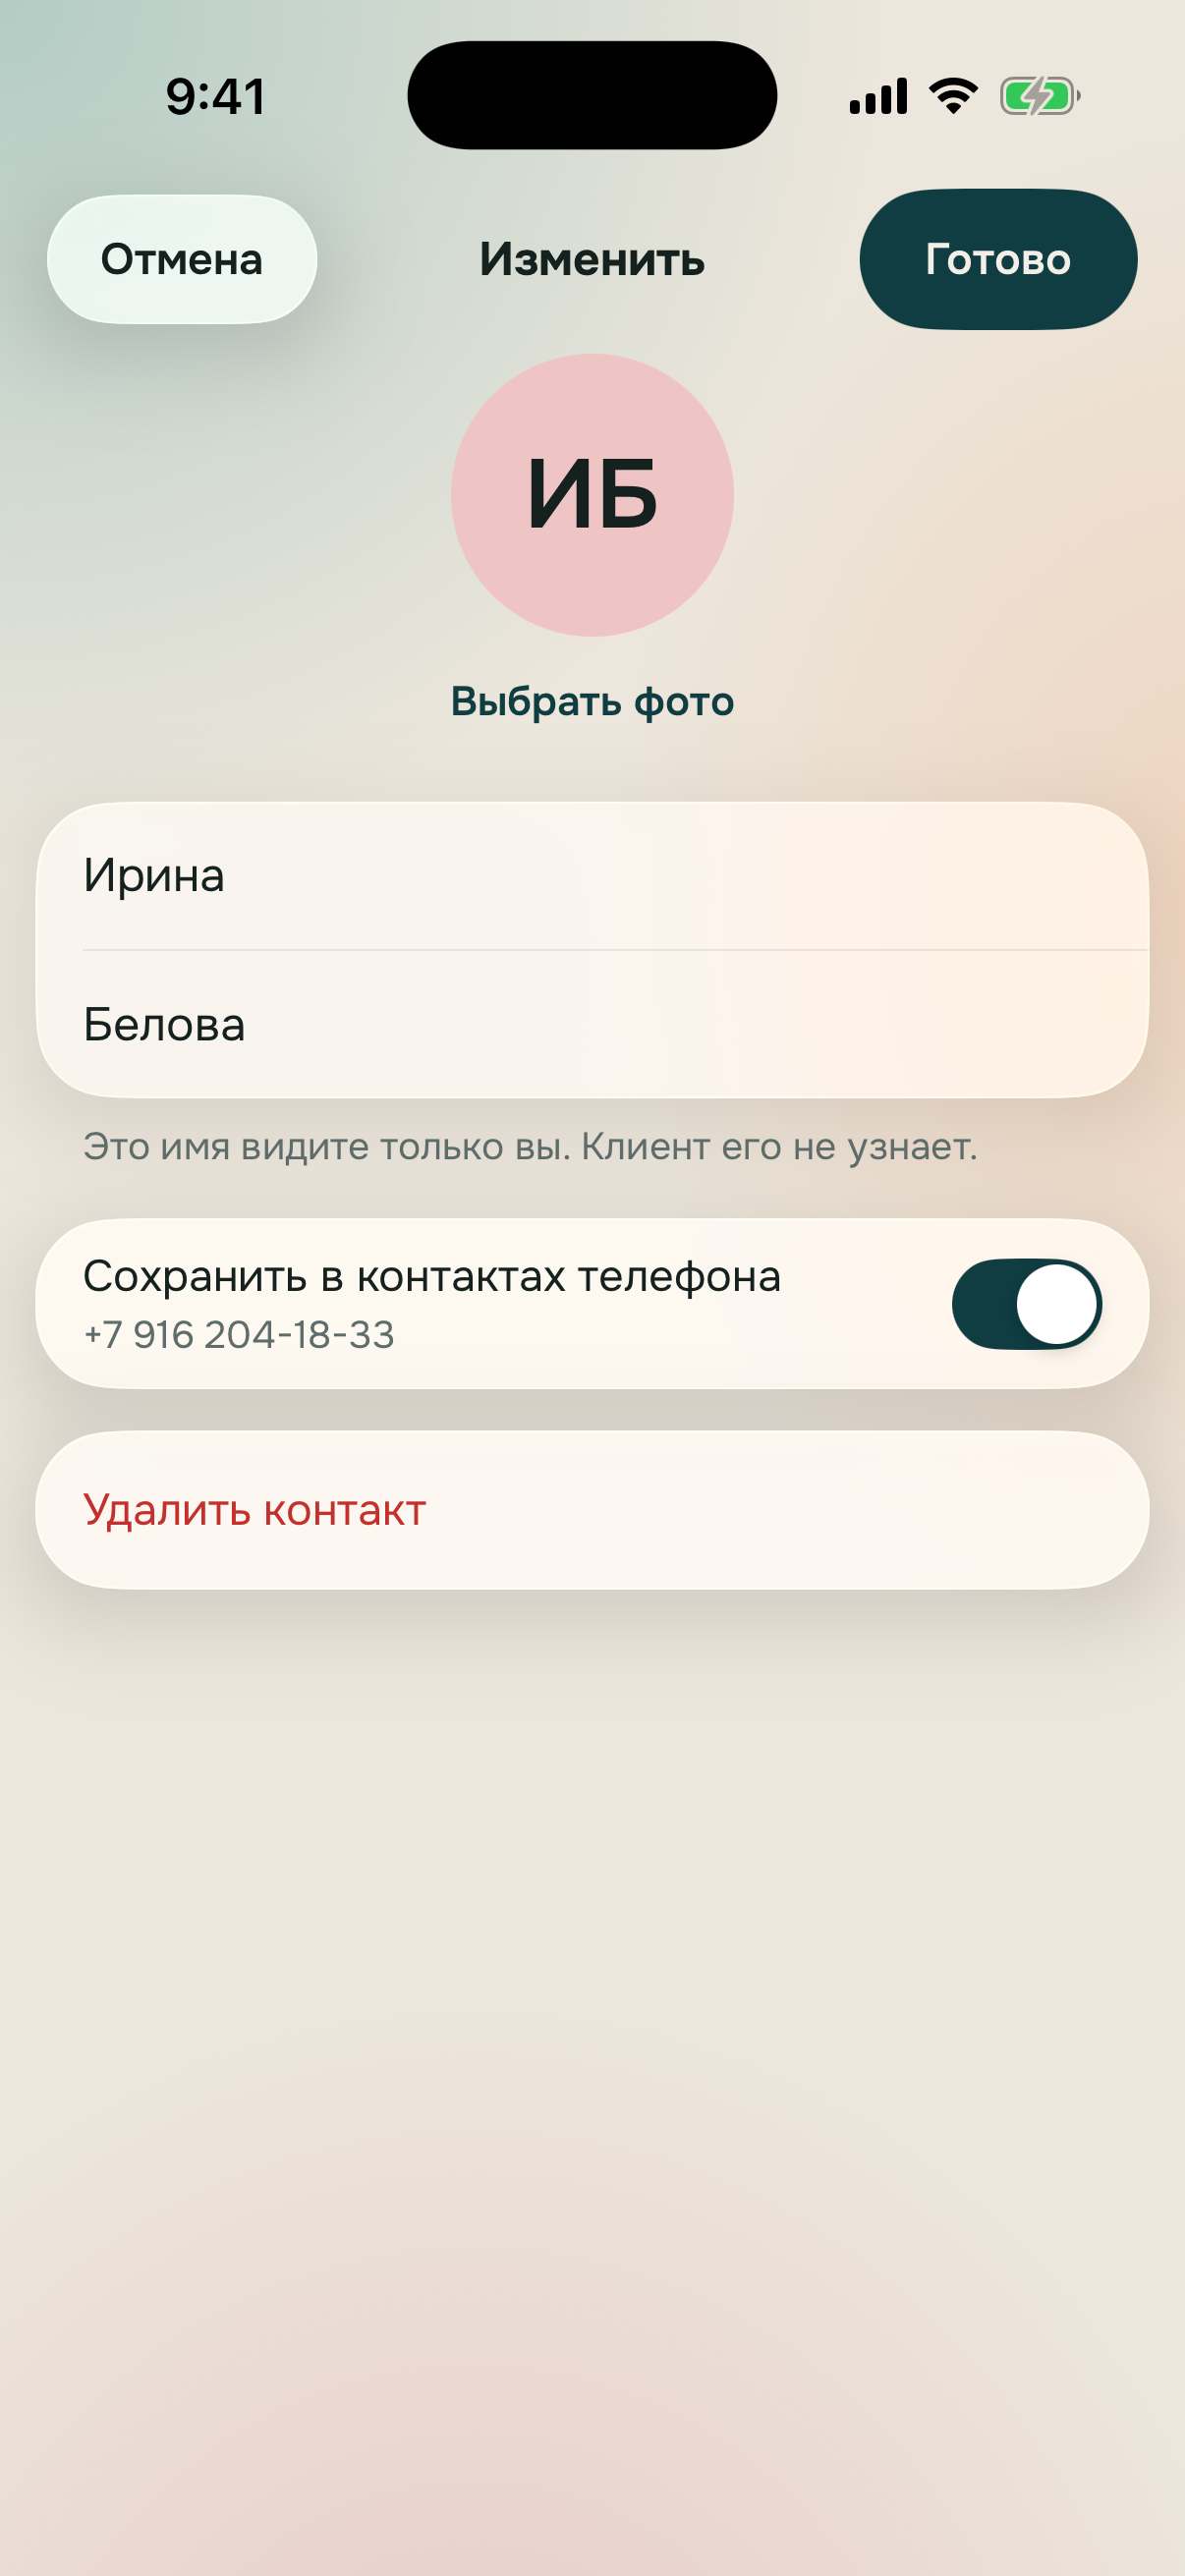 9:41
Отмена
Изменить
Готово
ИБ
Выбрать фото
Ирина
Белова
Это имя видите только вы. Клиент его не узнает.
Сохранить в контактах телефона
+7 916 204-18-33
Удалить контакт